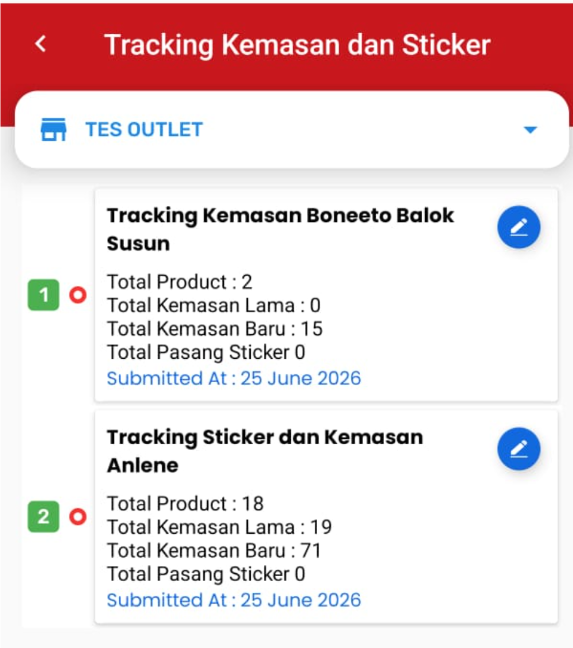 Tracking Kemasan dan Sticker
TES OUTLET
Tracking Kemasan Boneeto Balok
Susun
1
Total Product : 2
Total Kemasan Lama : 0
Total Kemasan Baru : 15
Total Pasang Sticker 0
Submitted At : 25 June 2026
Tracking Sticker dan Kemasan
Anlene
2
Total Product : 18
Total Kemasan Lama : 19
Total Kemasan Baru : 71
Total Pasang Sticker 0
Submitted At : 25 June 2026